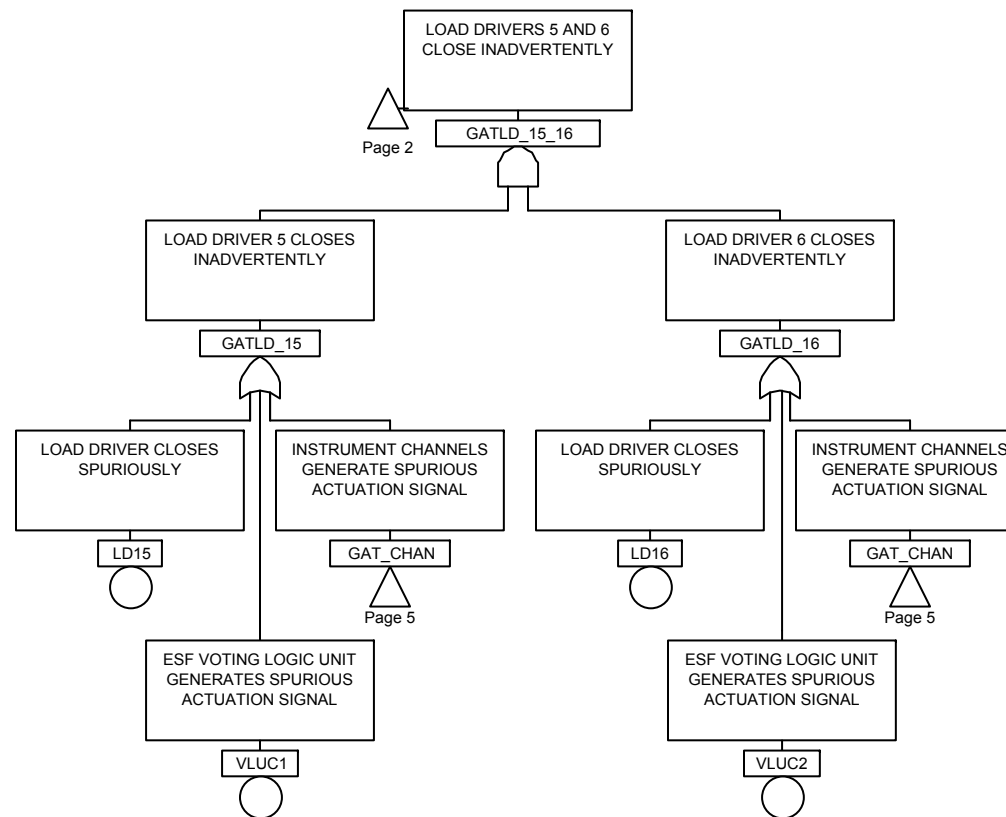 LOAD DRIVERS 5 AND 6
CLOSE INADVERTENTLY
Page 2
GATLD_15_16
LOAD DRIVER 5 CLOSES
INADVERTENTLY
GATLD_15
LOAD DRIVER 6 CLOSES
INADVERTENTLY
GATLD_16
LOAD DRIVER CLOSES
SPURIOUSLY
LD15
INSTRUMENT CHANNELS
GENERATE SPURIOUS
ACTUATION SIGNAL
GAT_CHAN
Page 5
LOAD DRIVER CLOSES
SPURIOUSLY
LD16
INSTRUMENT CHANNELS
GENERATE SPURIOUS
ACTUATION SIGNAL
GAT_CHAN
Page 5
ESF VOTING LOGIC UNIT
GENERATES SPURIOUS
ACTUATION SIGNAL
VLUC1
ESF VOTING LOGIC UNIT
GENERATES SPURIOUS
ACTUATION SIGNAL
VLUC2